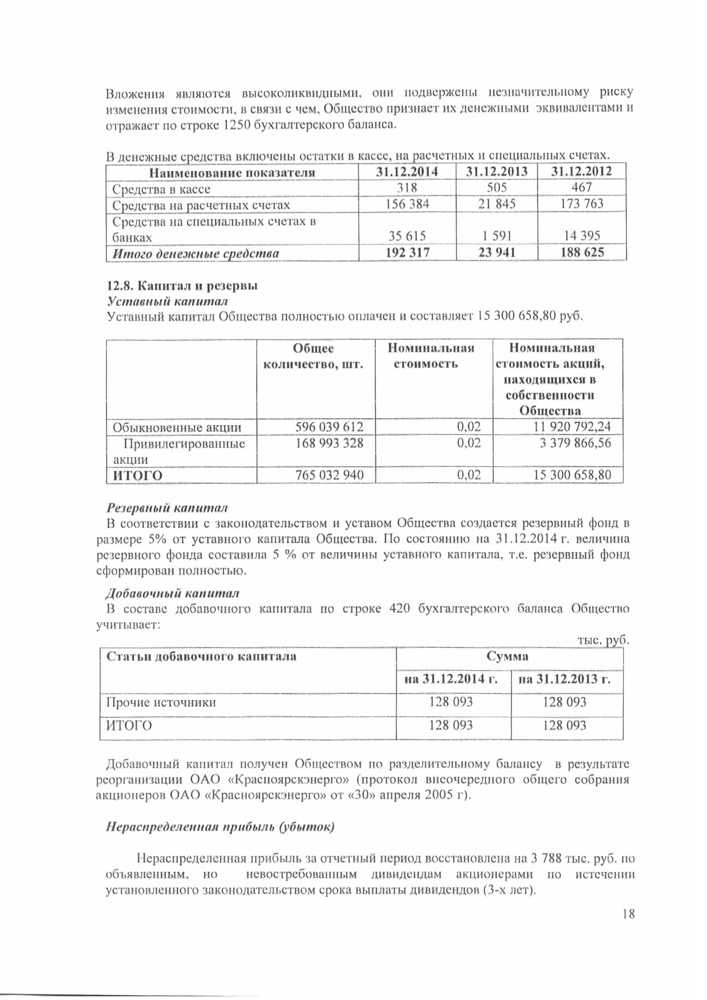 Вложения являются высоколиквидными, они подвержены незначительному риску
изменения стоимости, в связи с чем, Общество признает их денежными эквивалентами и
отражает по строке 1250 бухгалтерского баланса.
В денежные средства включены остатки в кассе, на расчетных и специальных счетах.
Наименование показателя 31.12.2014 31.12.2013 31.12.2012
Средства в кассе 318 505 467
Средства на расчетных счетах 156 384 21 845 173 763
Средства на специальных счетах в
банках 35 615 1 591 14 395
Итого денежные средства 192 317 23 941 188 625
12.8. Капитал и резервы
Уставный капитал
Уставный капитал Общества полностью оплачен и составляет 15 300 658,80 руб.
Общее Номинальная Номинальная
количество, шт. стоимость стоимость акций,
находящихся в
собственности
Общества
Обыкновенные акции 596 039 612 0,02 11 920 792,24
Привилегированные 168 993 328 0,02 3 379 866,56
акции
ИТОГО 765 032 940 0,02 15 300 658,80
Резервный капитал
В соответствии с законодательством и уставом Общества создается резервный фонд в
размере 5% от уставного капитала Общества. По состоянию на 31.12.2014 г. величина
резервного фонда составила 5 % от величины уставного капитала, т.е. резервный фонд
сформирован полностью.
Добавочный капитал
В составе добавочного капитала по строке 420 бухгалтерского баланса Общество
учитывает:
тыс. руб.
Статьи добавочного капитала Сумма
на 31.12.2014 г. на 31.12.2013 г.
Прочие источники 128 093 128 093
ИТОГО 128 093 128 093
Добавочный капитал получен Обществом по разделительному балансу в результате
реорганизации ОАО «Красноярскэнерго» (протокол внеочередного общего собрания
акционеров ОАО «Красноярскэнерго» от «30» апреля 2005 г).
Нераспределенная прибыль (убыток)
Нераспределенная прибыль за отчетный период восстановлена на 3 788 тыс. руб. по
объявленным, но невостребованным дивидендам акционерами по истечении
установленного законодательством срока выплаты дивидендов (3-х лет).
18